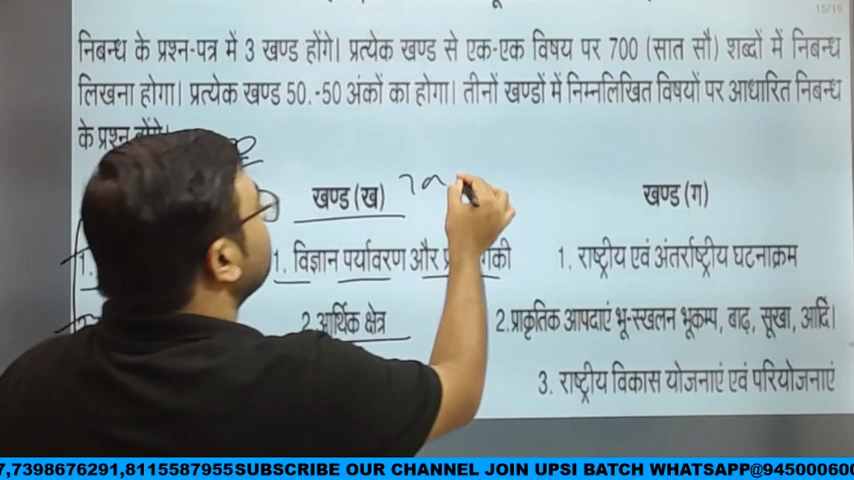 15/19
निबन्ध के प्रश्न-पत्र में 3 खण्ड होंगे। प्रत्येक खण्ड से एक-एक विषय पर 700 (सात सौ) शब्दों में निबन्ध
लिखना होगा। प्रत्येक खण्ड 50.-50 अंकों का होगा। तीनों खण्डों में निम्नलिखित विषयों पर आधारित निबन्ध
के प्रश्न होंगे।
खण्ड (ख) खण्ड (ग)
1. 1. विज्ञान पर्यावरण और 1. राष्ट्रीय एवं अंतर्राष्ट्रीय घटनाक्रम
2. आर्थिक क्षेत्र 2.प्राकृतिक आपदाएं भू-स्खलन भूकम्प, बाढ़, सूखा, आदि।
3. राष्ट्रीय विकास योजनाएं एवं परियोजनाएं
7,7398676291,8115587955SUBSCRIBE OUR CHANNEL JOIN UPSI BATCH WHATSAPP@945000600